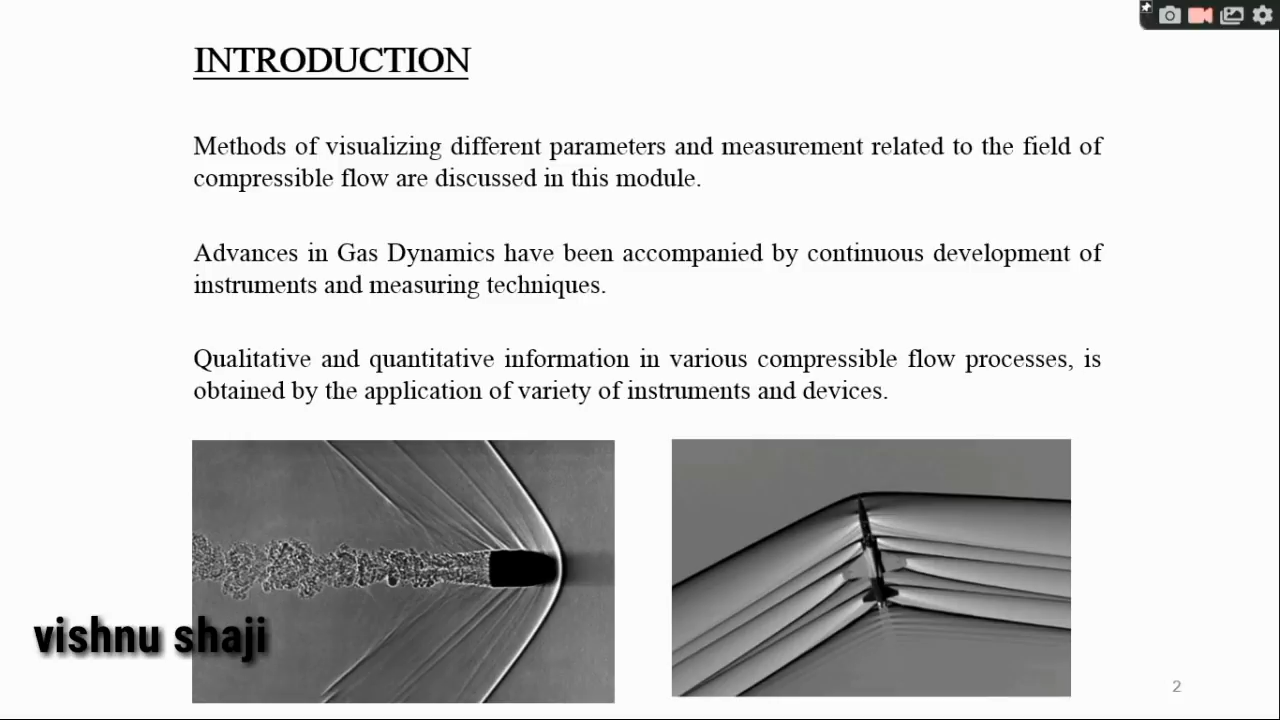 INTRODUCTION
Methods of visualizing different parameters and measurement related to the field of
compressible flow are discussed in this module.
Advances in Gas Dynamics have been accompanied by continuous development of
instruments and measuring techniques.
Qualitative and quantitative information in various compressible flow processes, is
obtained by the application of variety of instruments and devices.
vishnu shaji
2